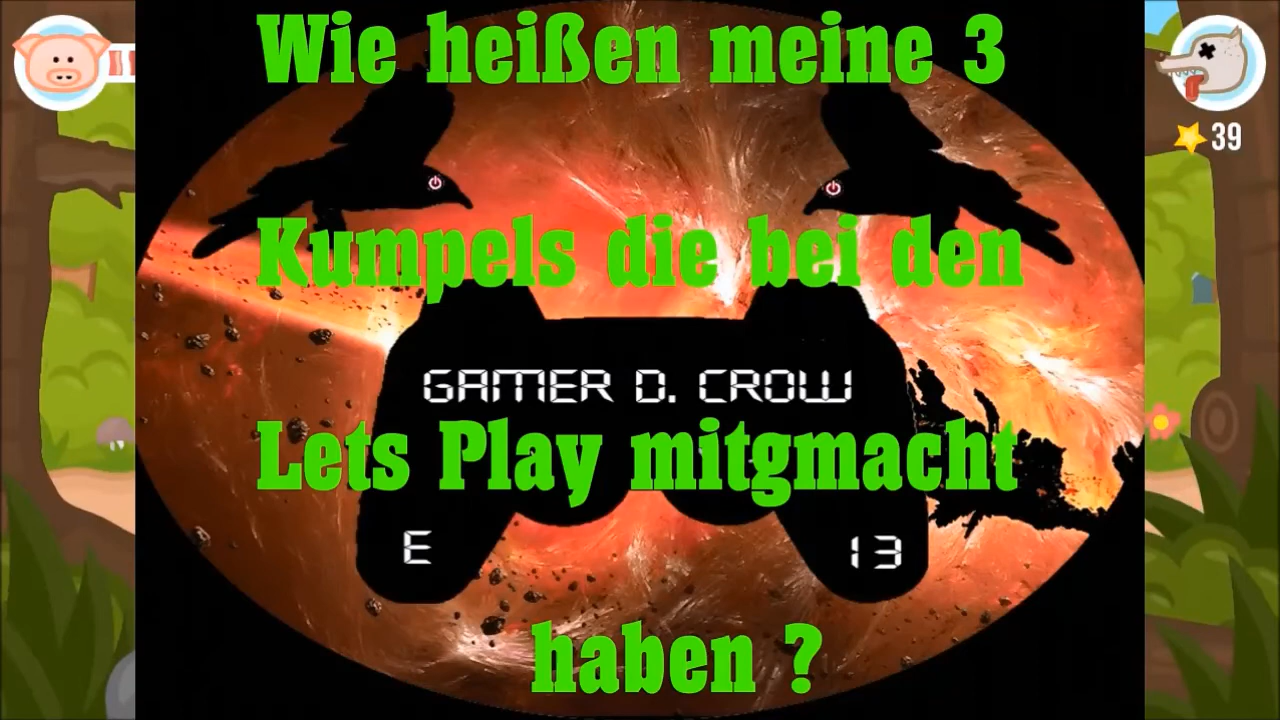 Wie heißen meine 3
39
Kumpels die bei den
GAMER D. CROW
Lets Play mitgmacht
E 13
haben ?